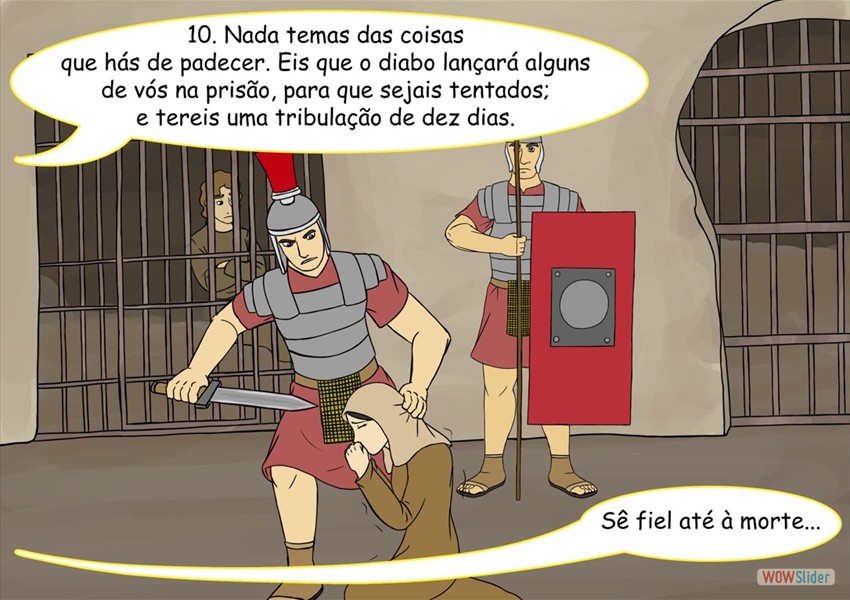 10. Nada temas das coisas
que hás de padecer. Eis que o diabo lançará alguns
de vós na prisão, para que sejais tentados;
e tereis uma tribulação de dez dias.
Sê fiel até à morte...
WOWSlider